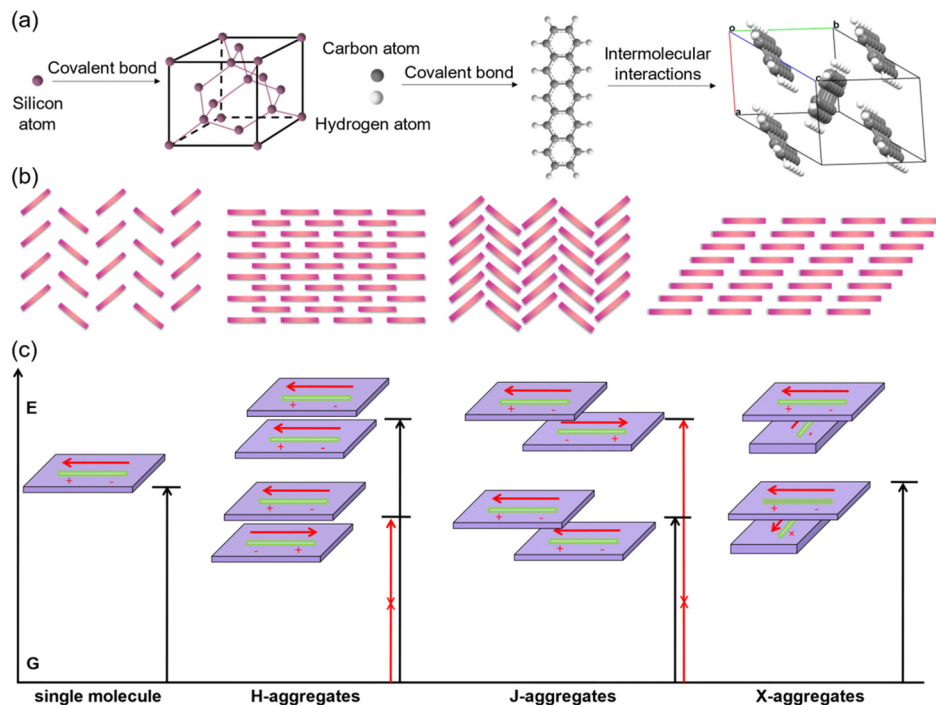 (a)
Silicon
atom
Covalent bond
Carbon atom
Hydrogen atom
Covalent bond
Intermolecular
interactions
o
b
c
a
(b)
(c)
E
G
+ -
+ -
+ -
+ -
- +
+ -
- +
+ -
+ -
+ -
-
+ -
+
single molecule
H-aggregates
J-aggregates
X-aggregates